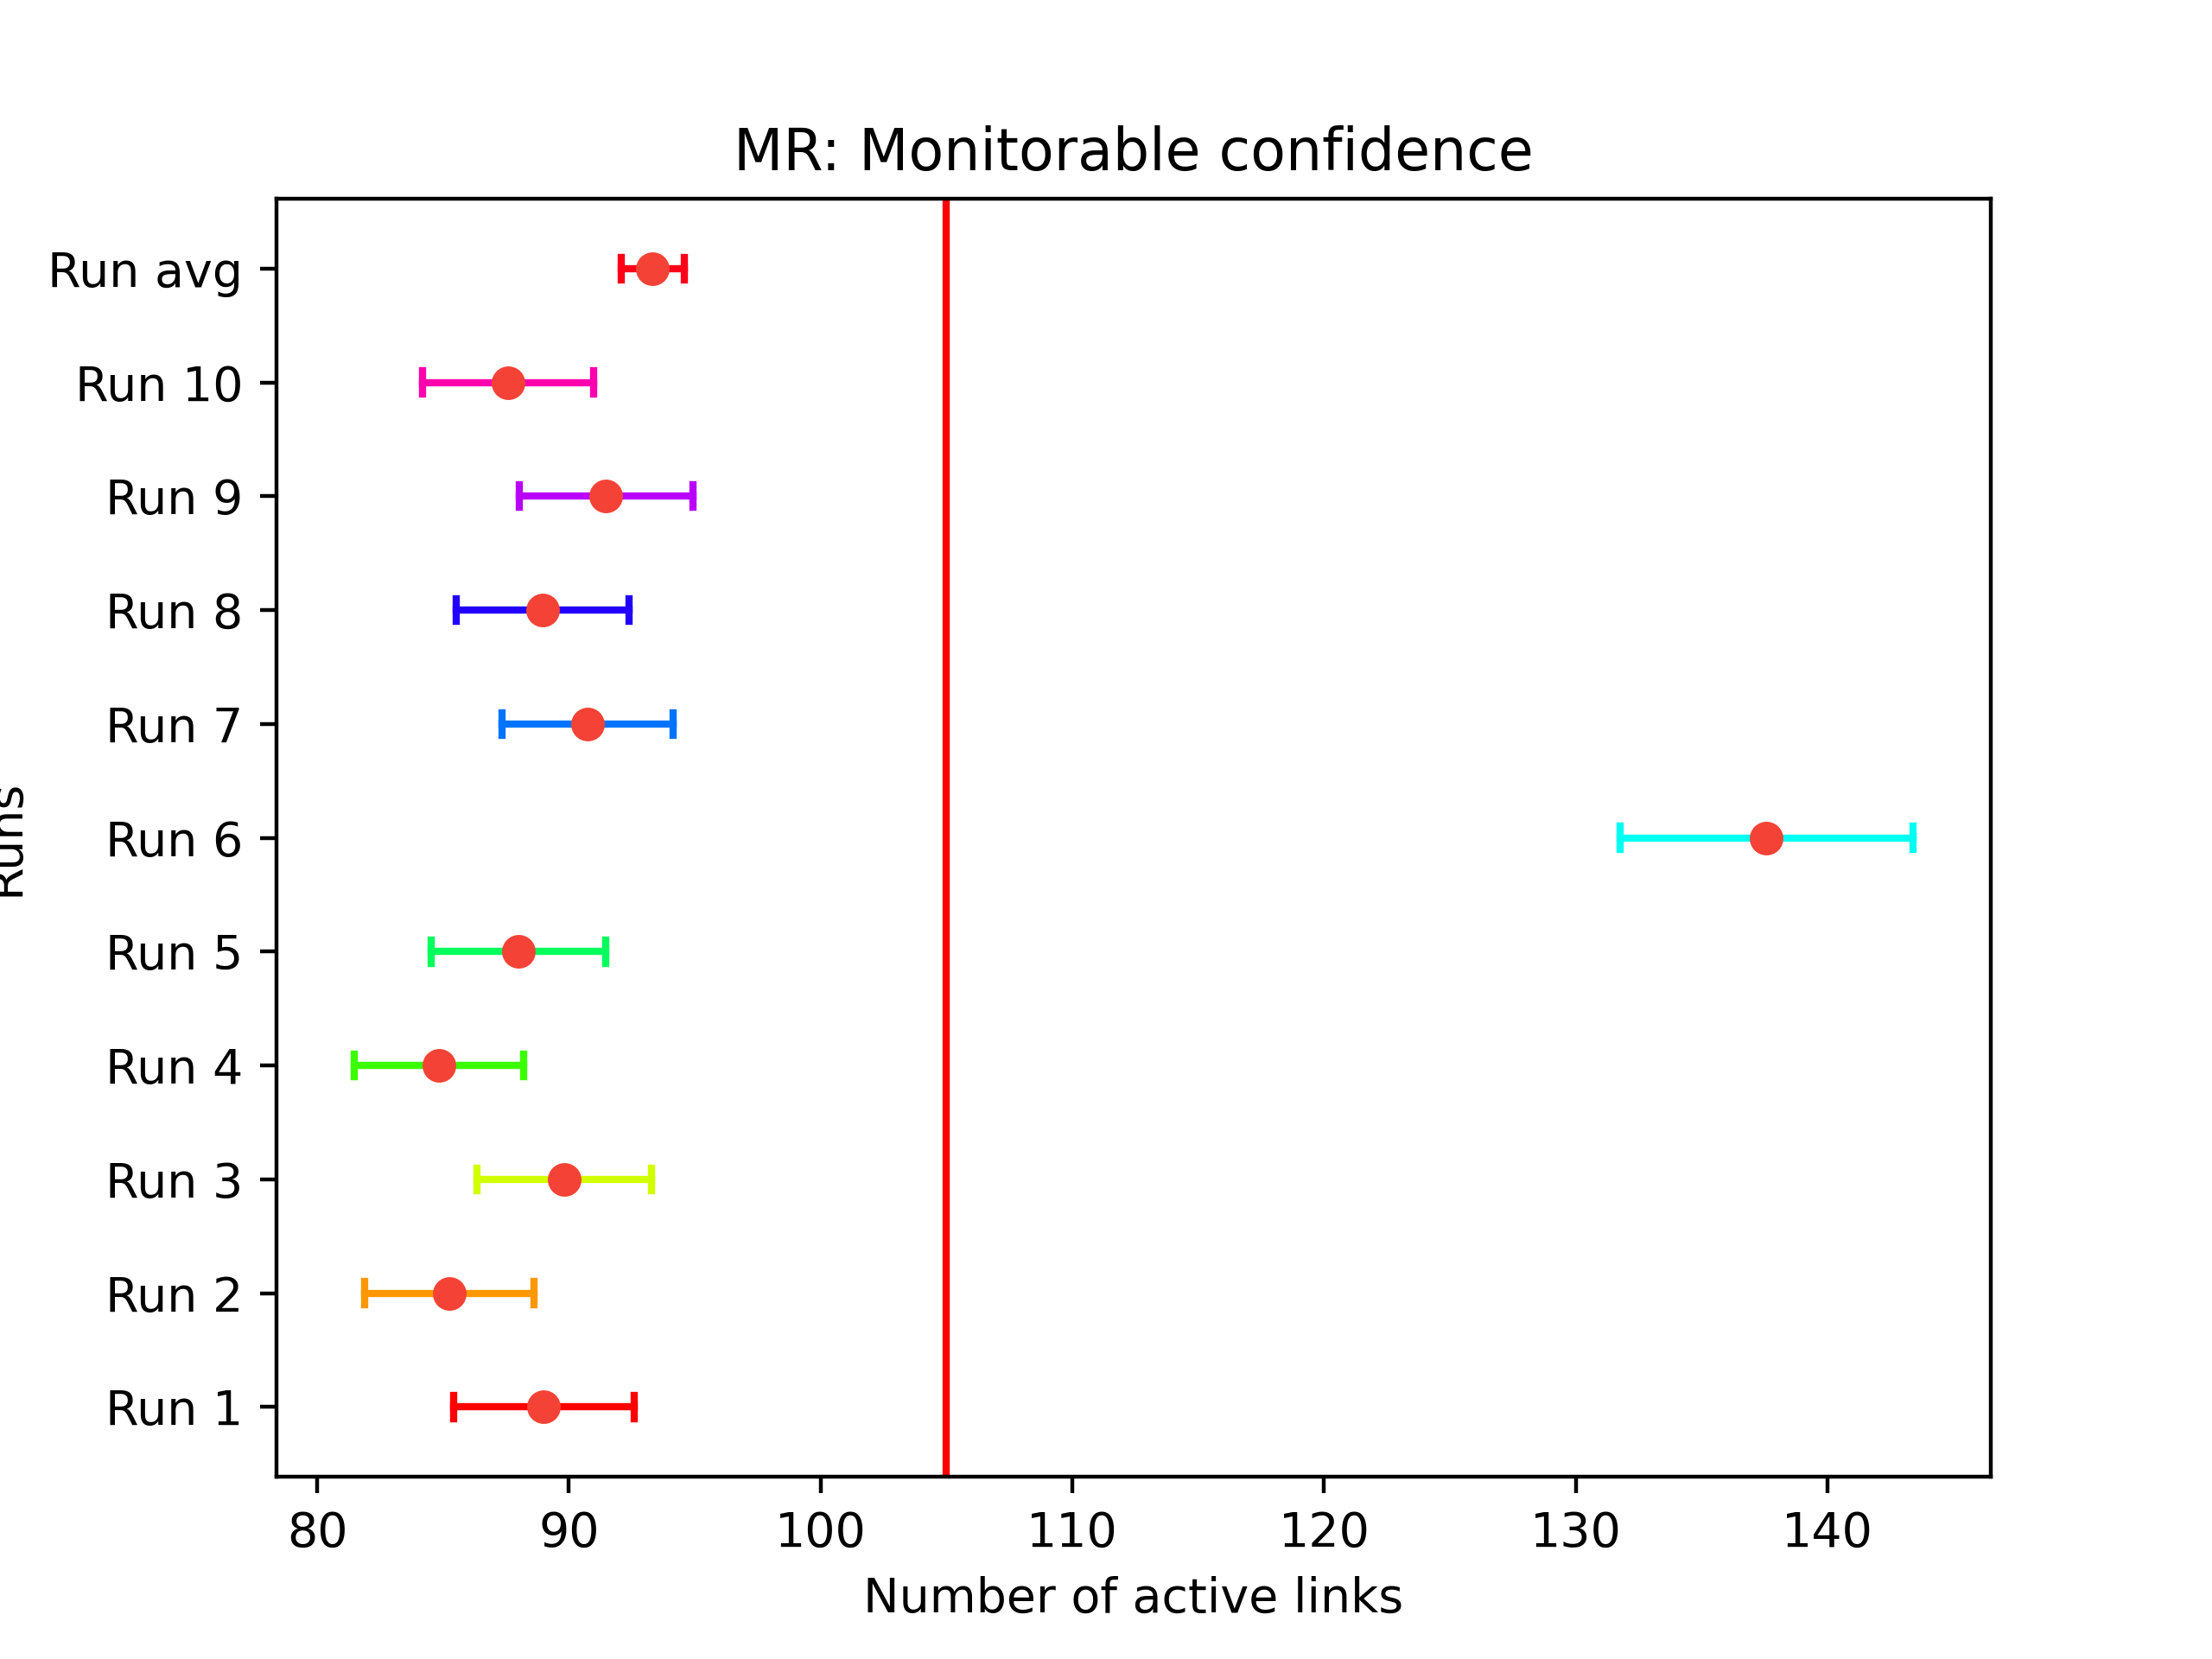 MR: Monitorable confidence
Run avg
Run 10
Run 9
Run 8
Run 7
Run 6
Run 5
Run 4
Run 3
Run 2
Run 1
Runs
80 90 100 110 120 130 140
Number of active links